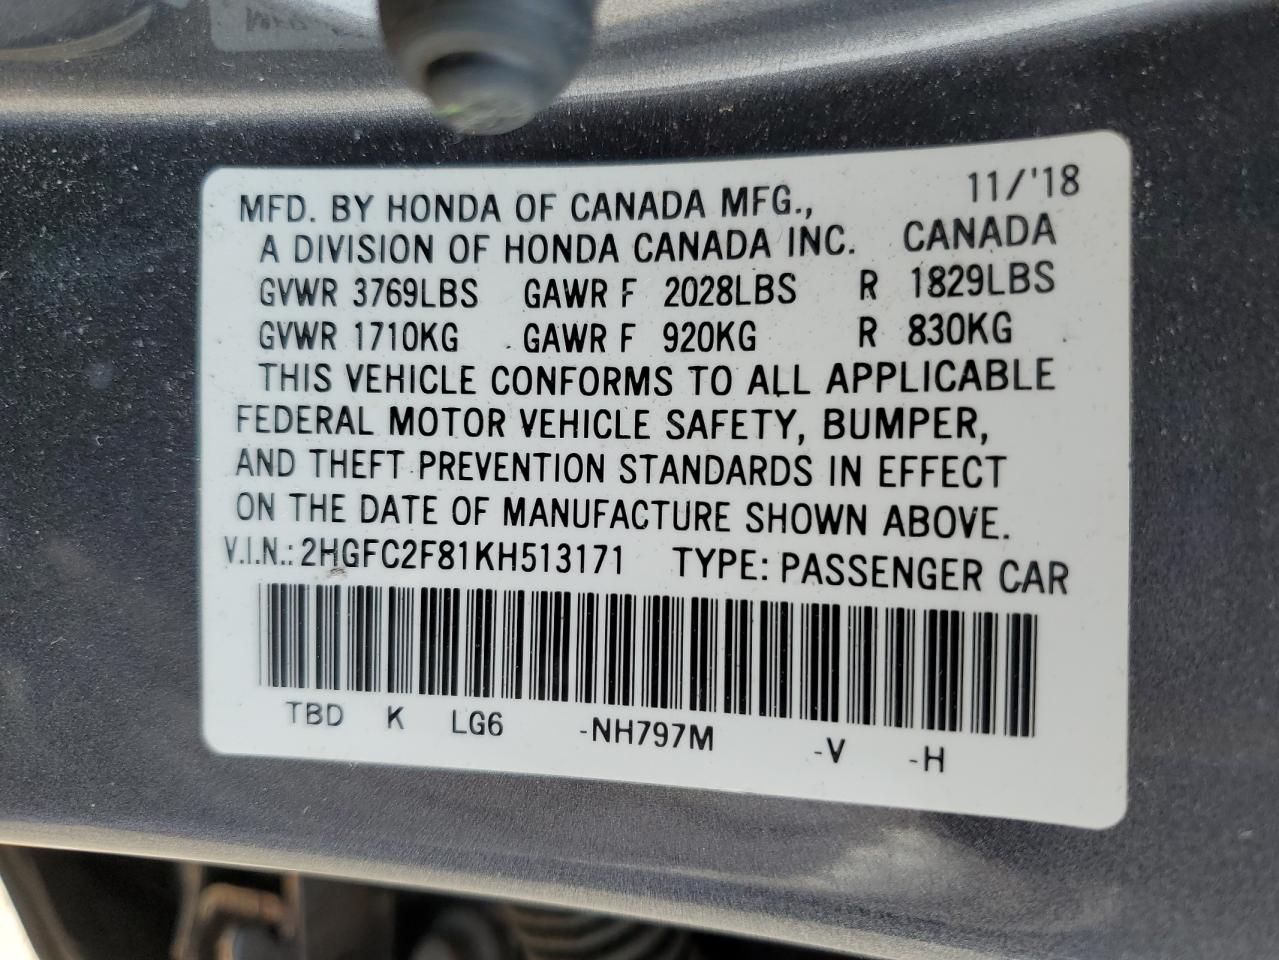 MFD. BY HONDA OF CANADA MFG., 11/'18
A DIVISION OF HONDA CANADA INC. CANADA
GVWR 3769LBS GAWR F 2028LBS R 1829LBS
GVWR 1710KG GAWR F 920KG R 830KG
THIS VEHICLE CONFORMS TO ALL APPLICABLE
FEDERAL MOTOR VEHICLE SAFETY, BUMPER,
AND THEFT PREVENTION STANDARDS IN EFFECT
ON THE DATE OF MANUFACTURE SHOWN ABOVE.
V.I.N.: 2HGFC2F81KH513171 TYPE: PASSENGER CAR
TBD K LG6 -NH797M -V -H